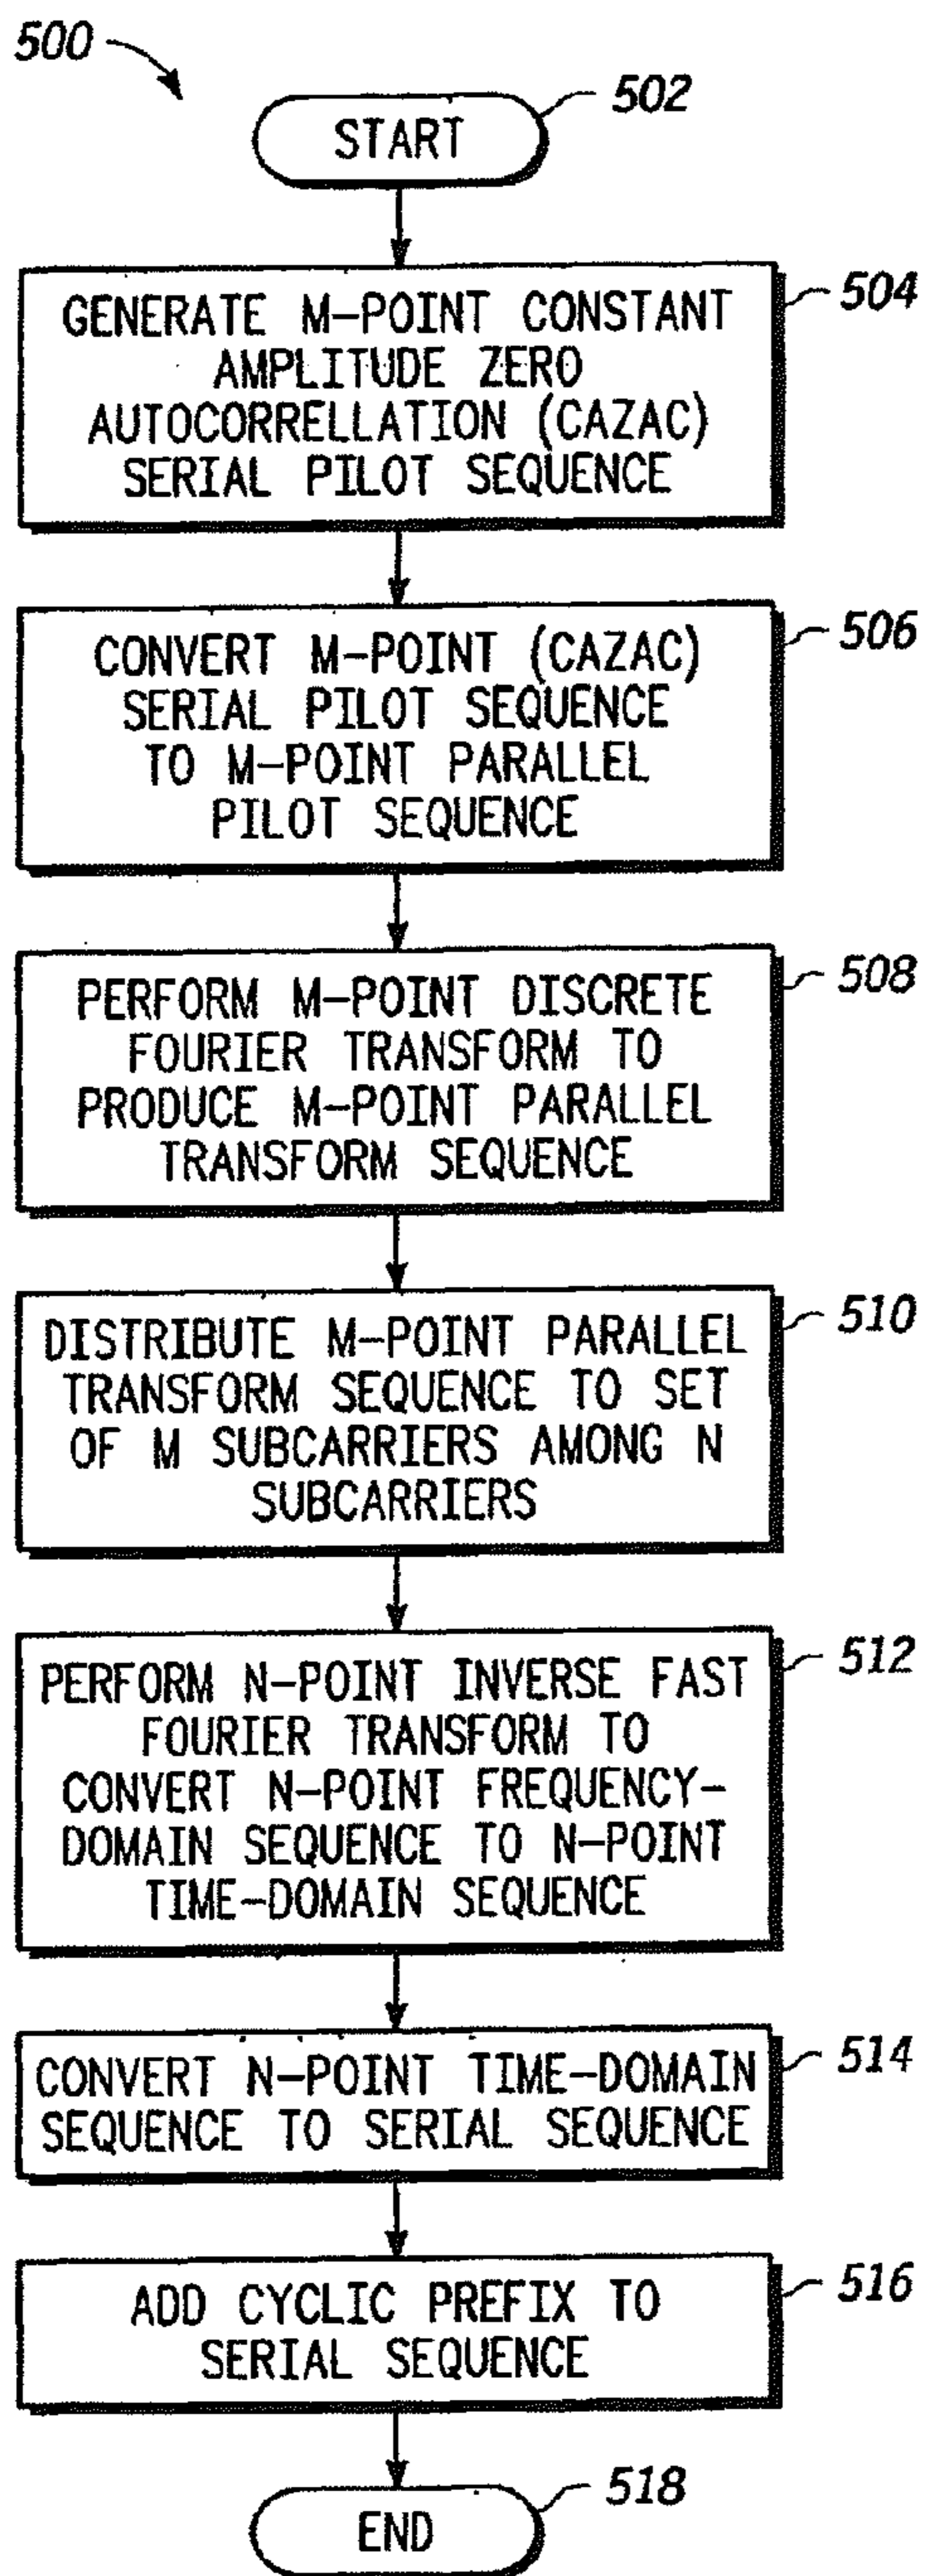 500
502
START
504
GENERATE M-POINT CONSTANT
AMPLITUDE ZERO
AUTOCORRELLATION (CAZAC)
SERIAL PILOT SEQUENCE
506
CONVERT M-POINT (CAZAC)
SERIAL PILOT SEQUENCE
TO M-POINT PARALLEL
PILOT SEQUENCE
508
PERFORM M-POINT DISCRETE
FOURIER TRANSFORM TO
PRODUCE M-POINT PARALLEL
TRANSFORM SEQUENCE
510
DISTRIBUTE M-POINT PARALLEL
TRANSFORM SEQUENCE TO SET
OF M SUBCARRIERS AMONG N
SUBCARRIERS
512
PERFORM N-POINT INVERSE FAST
FOURIER TRANSFORM TO
CONVERT N-POINT FREQUENCY-
DOMAIN SEQUENCE TO N-POINT
TIME-DOMAIN SEQUENCE
514
CONVERT N-POINT TIME-DOMAIN
SEQUENCE TO SERIAL SEQUENCE
516
ADD CYCLIC PREFIX TO
SERIAL SEQUENCE
518
END